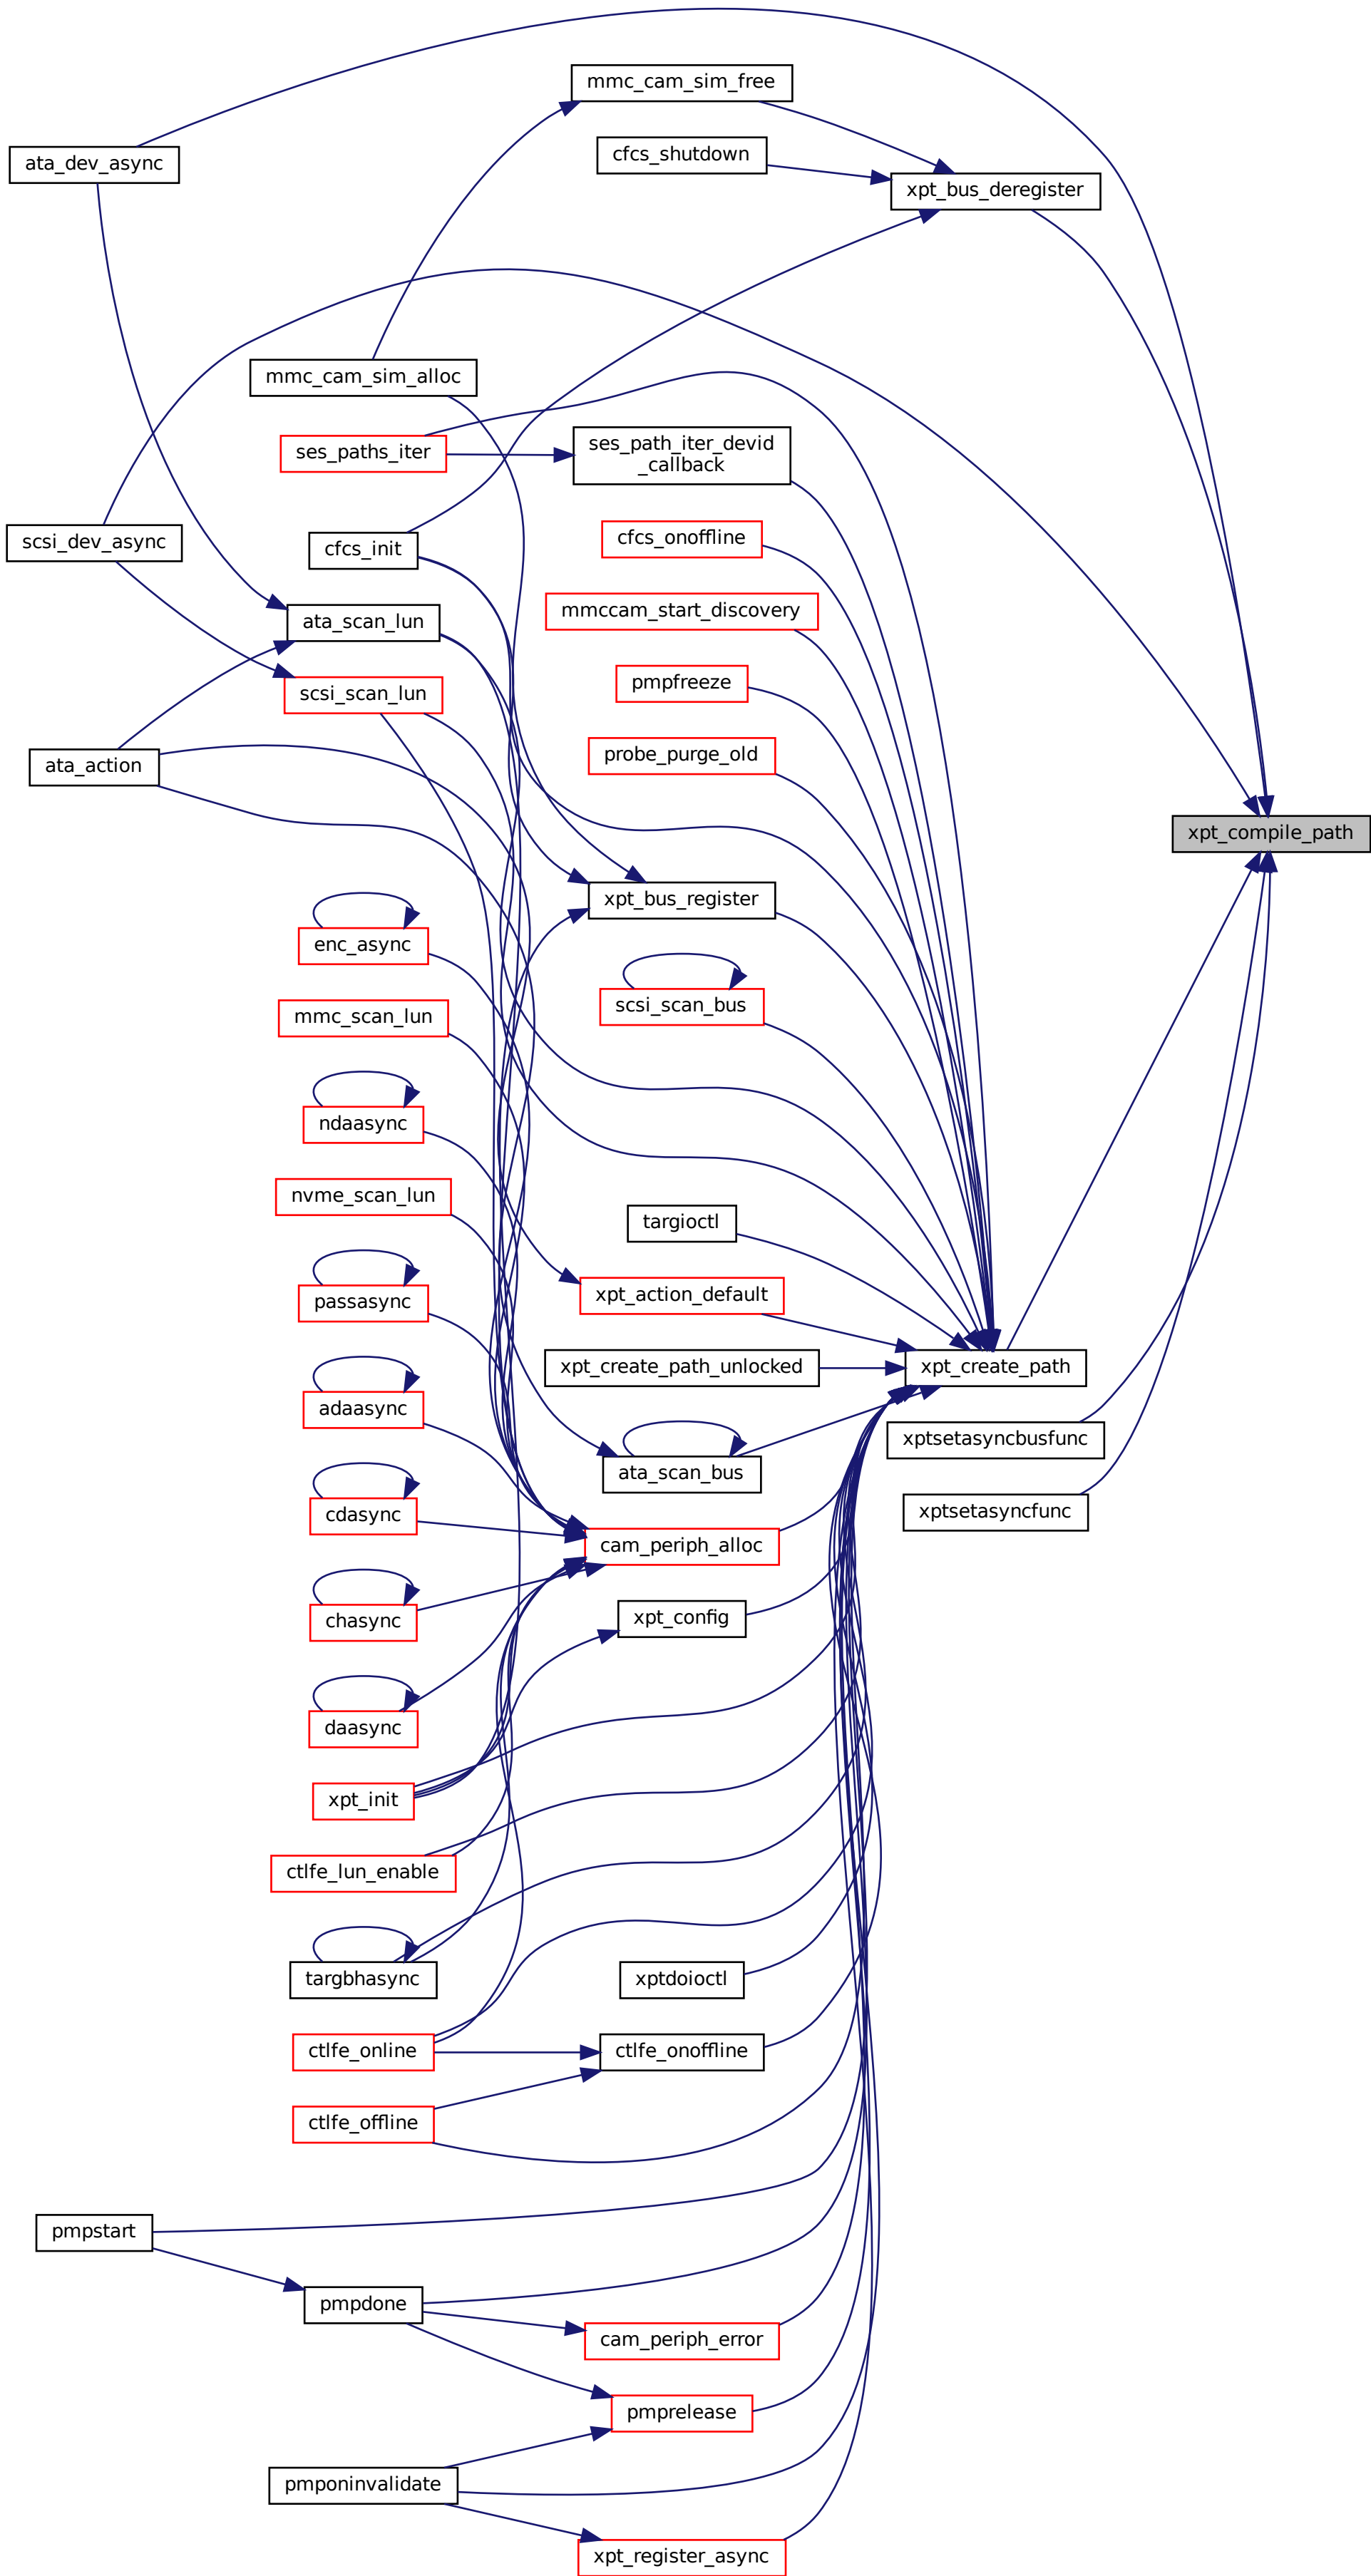 mmc_cam_sim_free
cfcs_shutdown
ata_dev_async
xpt_bus_deregister
mmc_cam_sim_alloc
ses_path_iter_devid
_callback
ses_paths_iter
cfcs_onoffline
scsi_dev_async
cfcs_init
mmccam_start_discovery
ata_scan_lun
pmpfreeze
scsi_scan_lun
probe_purge_old
ata_action
xpt_compile_path
xpt_bus_register
enc_async
scsi_scan_bus
mmc_scan_lun
ndaasync
nvme_scan_lun
targioctl
passasync
xpt_action_default
xpt_create_path_unlocked
xpt_create_path
adaasync
xptsetasyncbusfunc
ata_scan_bus
cdasync
xptsetasyncfunc
cam_periph_alloc
chasync
xpt_config
daasync
xpt_init
ctlfe_lun_enable
targbhasync
xptdoioctl
ctlfe_online
ctlfe_onoffline
ctlfe_offline
pmpstart
pmpdone
cam_periph_error
pmprelease
pmponinvalidate
xpt_register_async